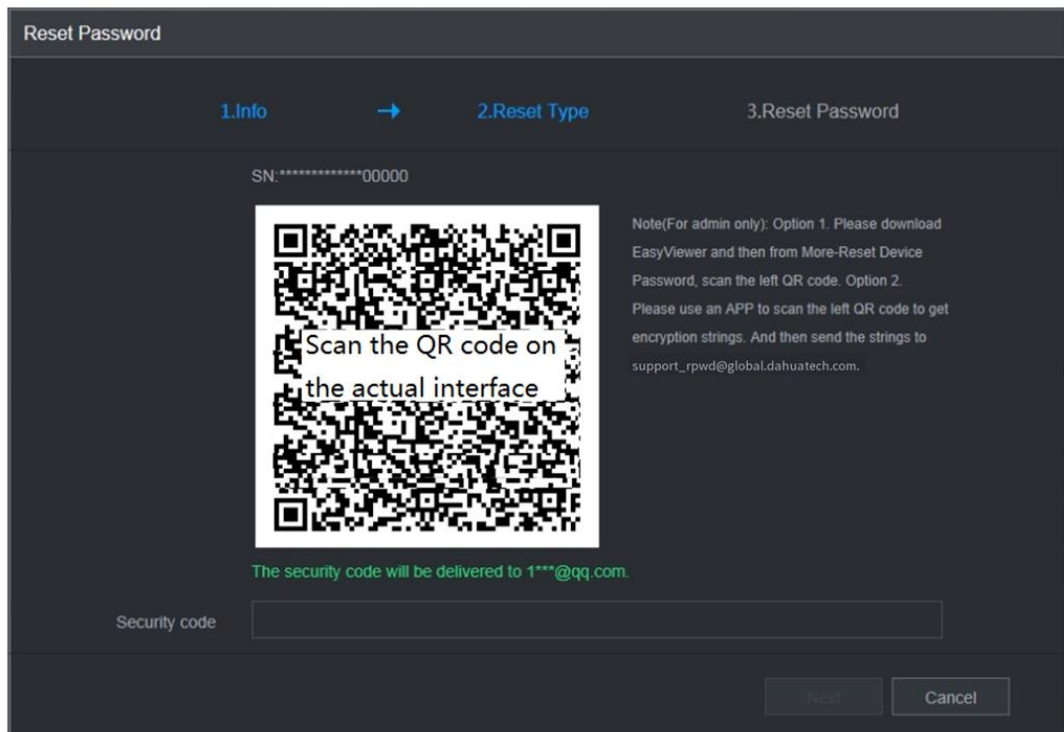 Reset Password
1.Info → 2.Reset Type 3.Reset Password
SN:*************00000
Note(For admin only): Option 1. Please download
EasyViewer and then from More-Reset Device
Password, scan the left QR code. Option 2.
Please use an APP to scan the left QR code to get
encryption strings. And then send the strings to
support_rpwd@global.dahuatech.com.
Scan the QR code on
the actual interface
The security code will be delivered to 1***@qq.com.
Security code
Next Cancel